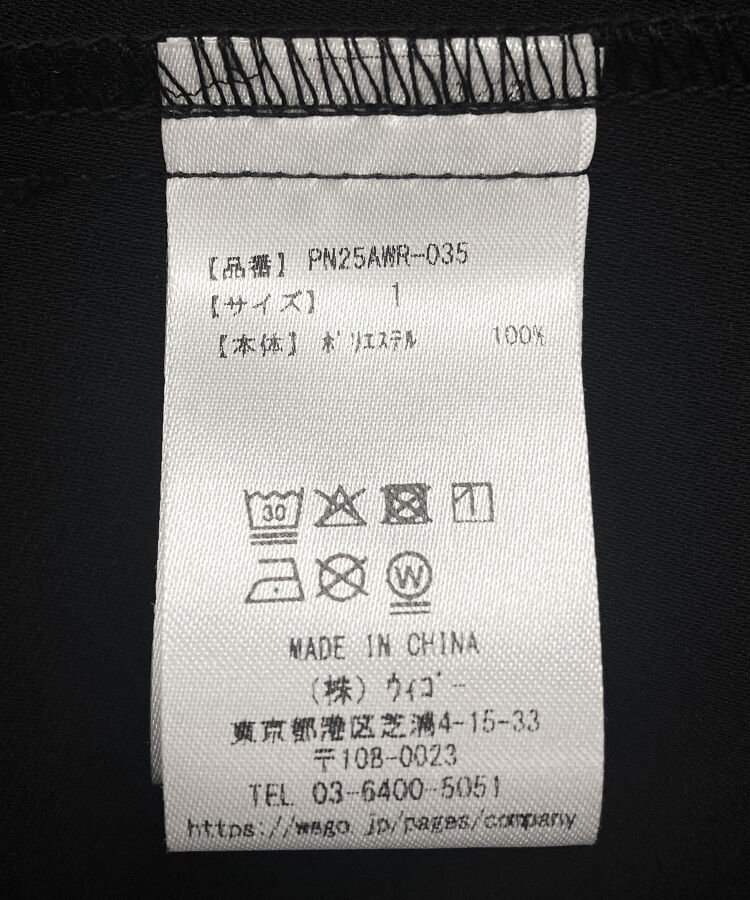 【品番】 PN25AWR-035
【サイズ】 1
【本体】 ﾎﾟﾘｴｽﾃﾙ 100%
30
W
MADE IN CHINA
(株) ｳｨｺﾞｰ
東京都港区芝浦4-15-33
〒108-0023
TEL 03-6400-5051
https://wego.jp/pages/company